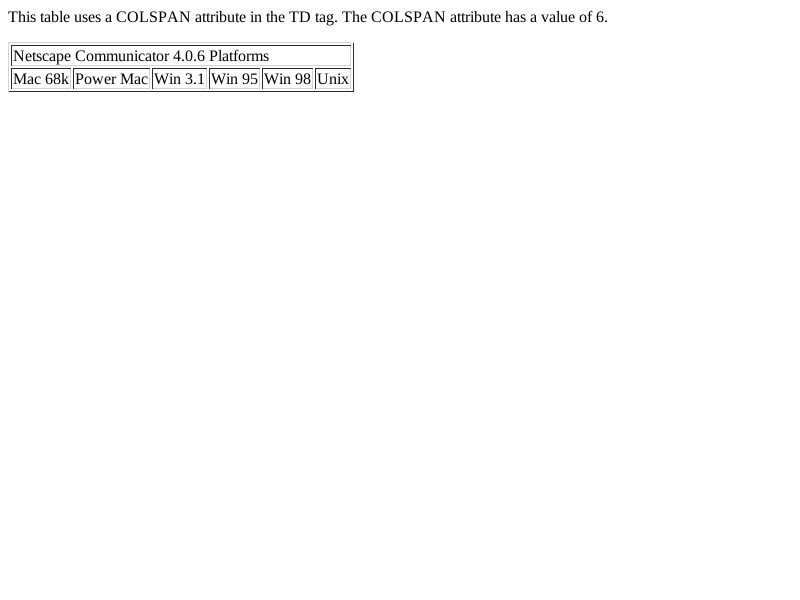 This table uses a COLSPAN attribute in the TD tag. The COLSPAN attribute has a value of 6.
Netscape Communicator 4.0.6 Platforms
Mac 68k Power Mac Win 3.1 Win 95 Win 98 Unix